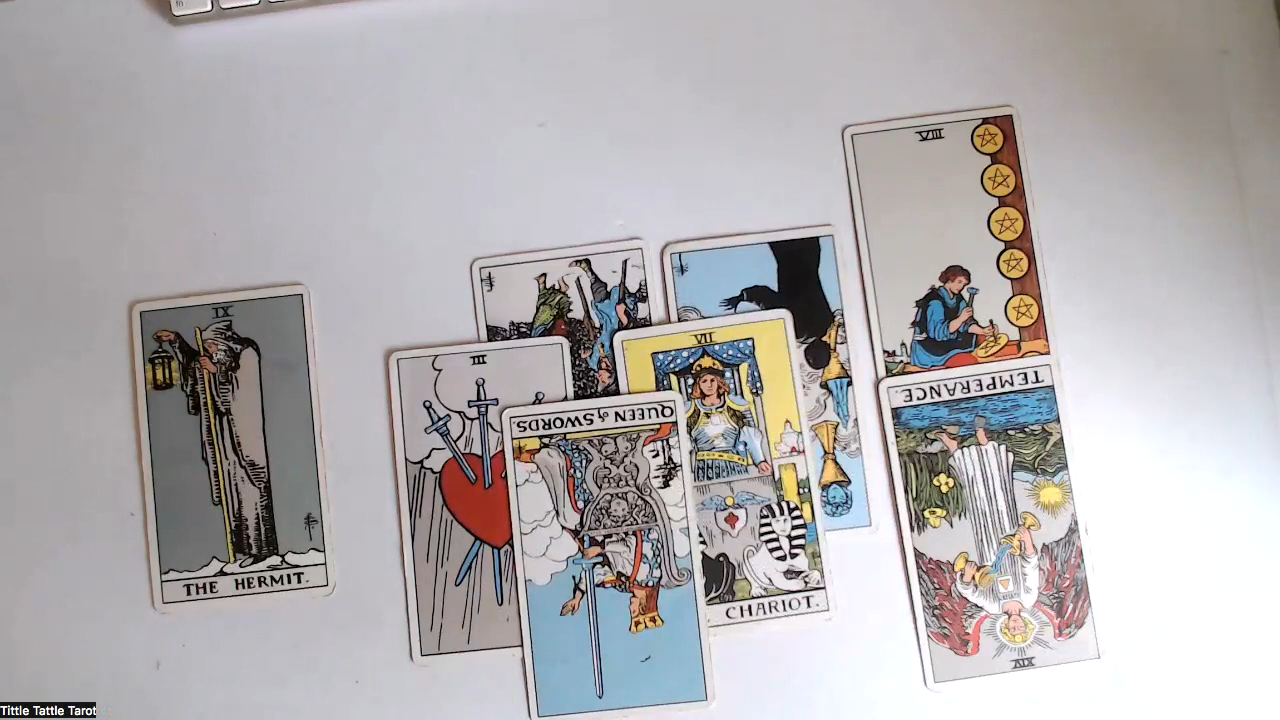 VIII
IX
VII
III
TEMPERANCE.
QUEEN of SWORDS.
THE HERMIT.
CHARIOT.
XIV
Tittle Tattle Tarot